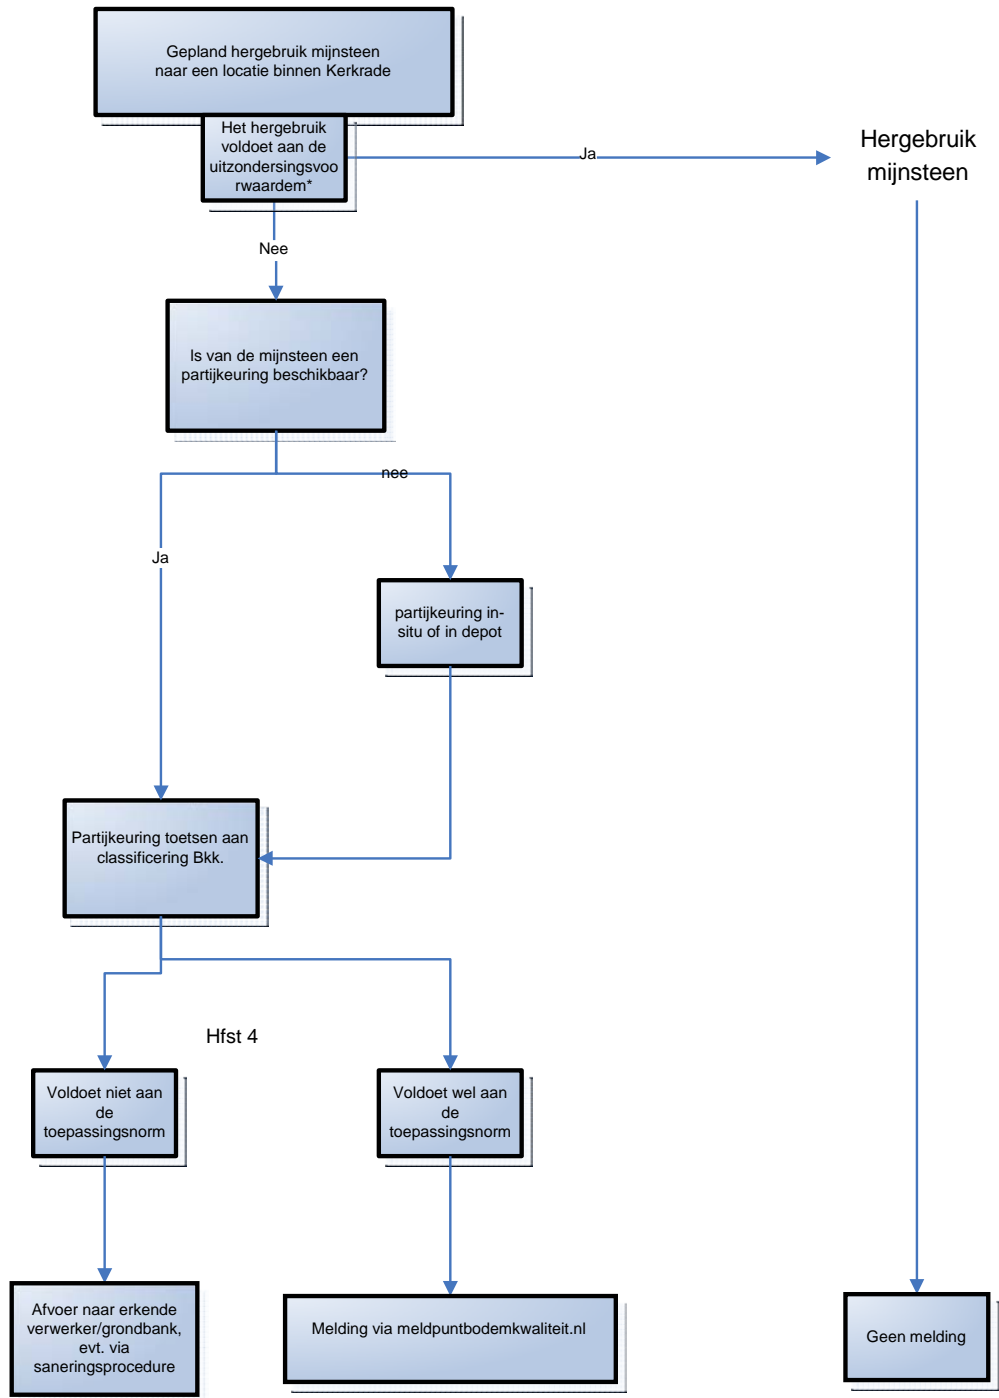 Gepland hergebruik mijnsteen
naar een locatie binnen Kerkrade
Het hergebruik
voldoet aan de
uitzondersingsvoo
rwaardem*
Ja
Hergebruik
mijnsteen
Nee
Is van de mijnsteen een
partijkeuring beschikbaar?
nee
Ja
partijkeuring in-
situ of in depot
Partijkeuring toetsen aan
classificering Bkk.
Hfst 4
Voldoet niet aan
de
toepassingsnorm
Voldoet wel aan
de
toepassingsnorm
Afvoer naar erkende
verwerker/grondbank,
evt. via
saneringsprocedure
Melding via meldpuntbodemkwaliteit.nl
Geen melding